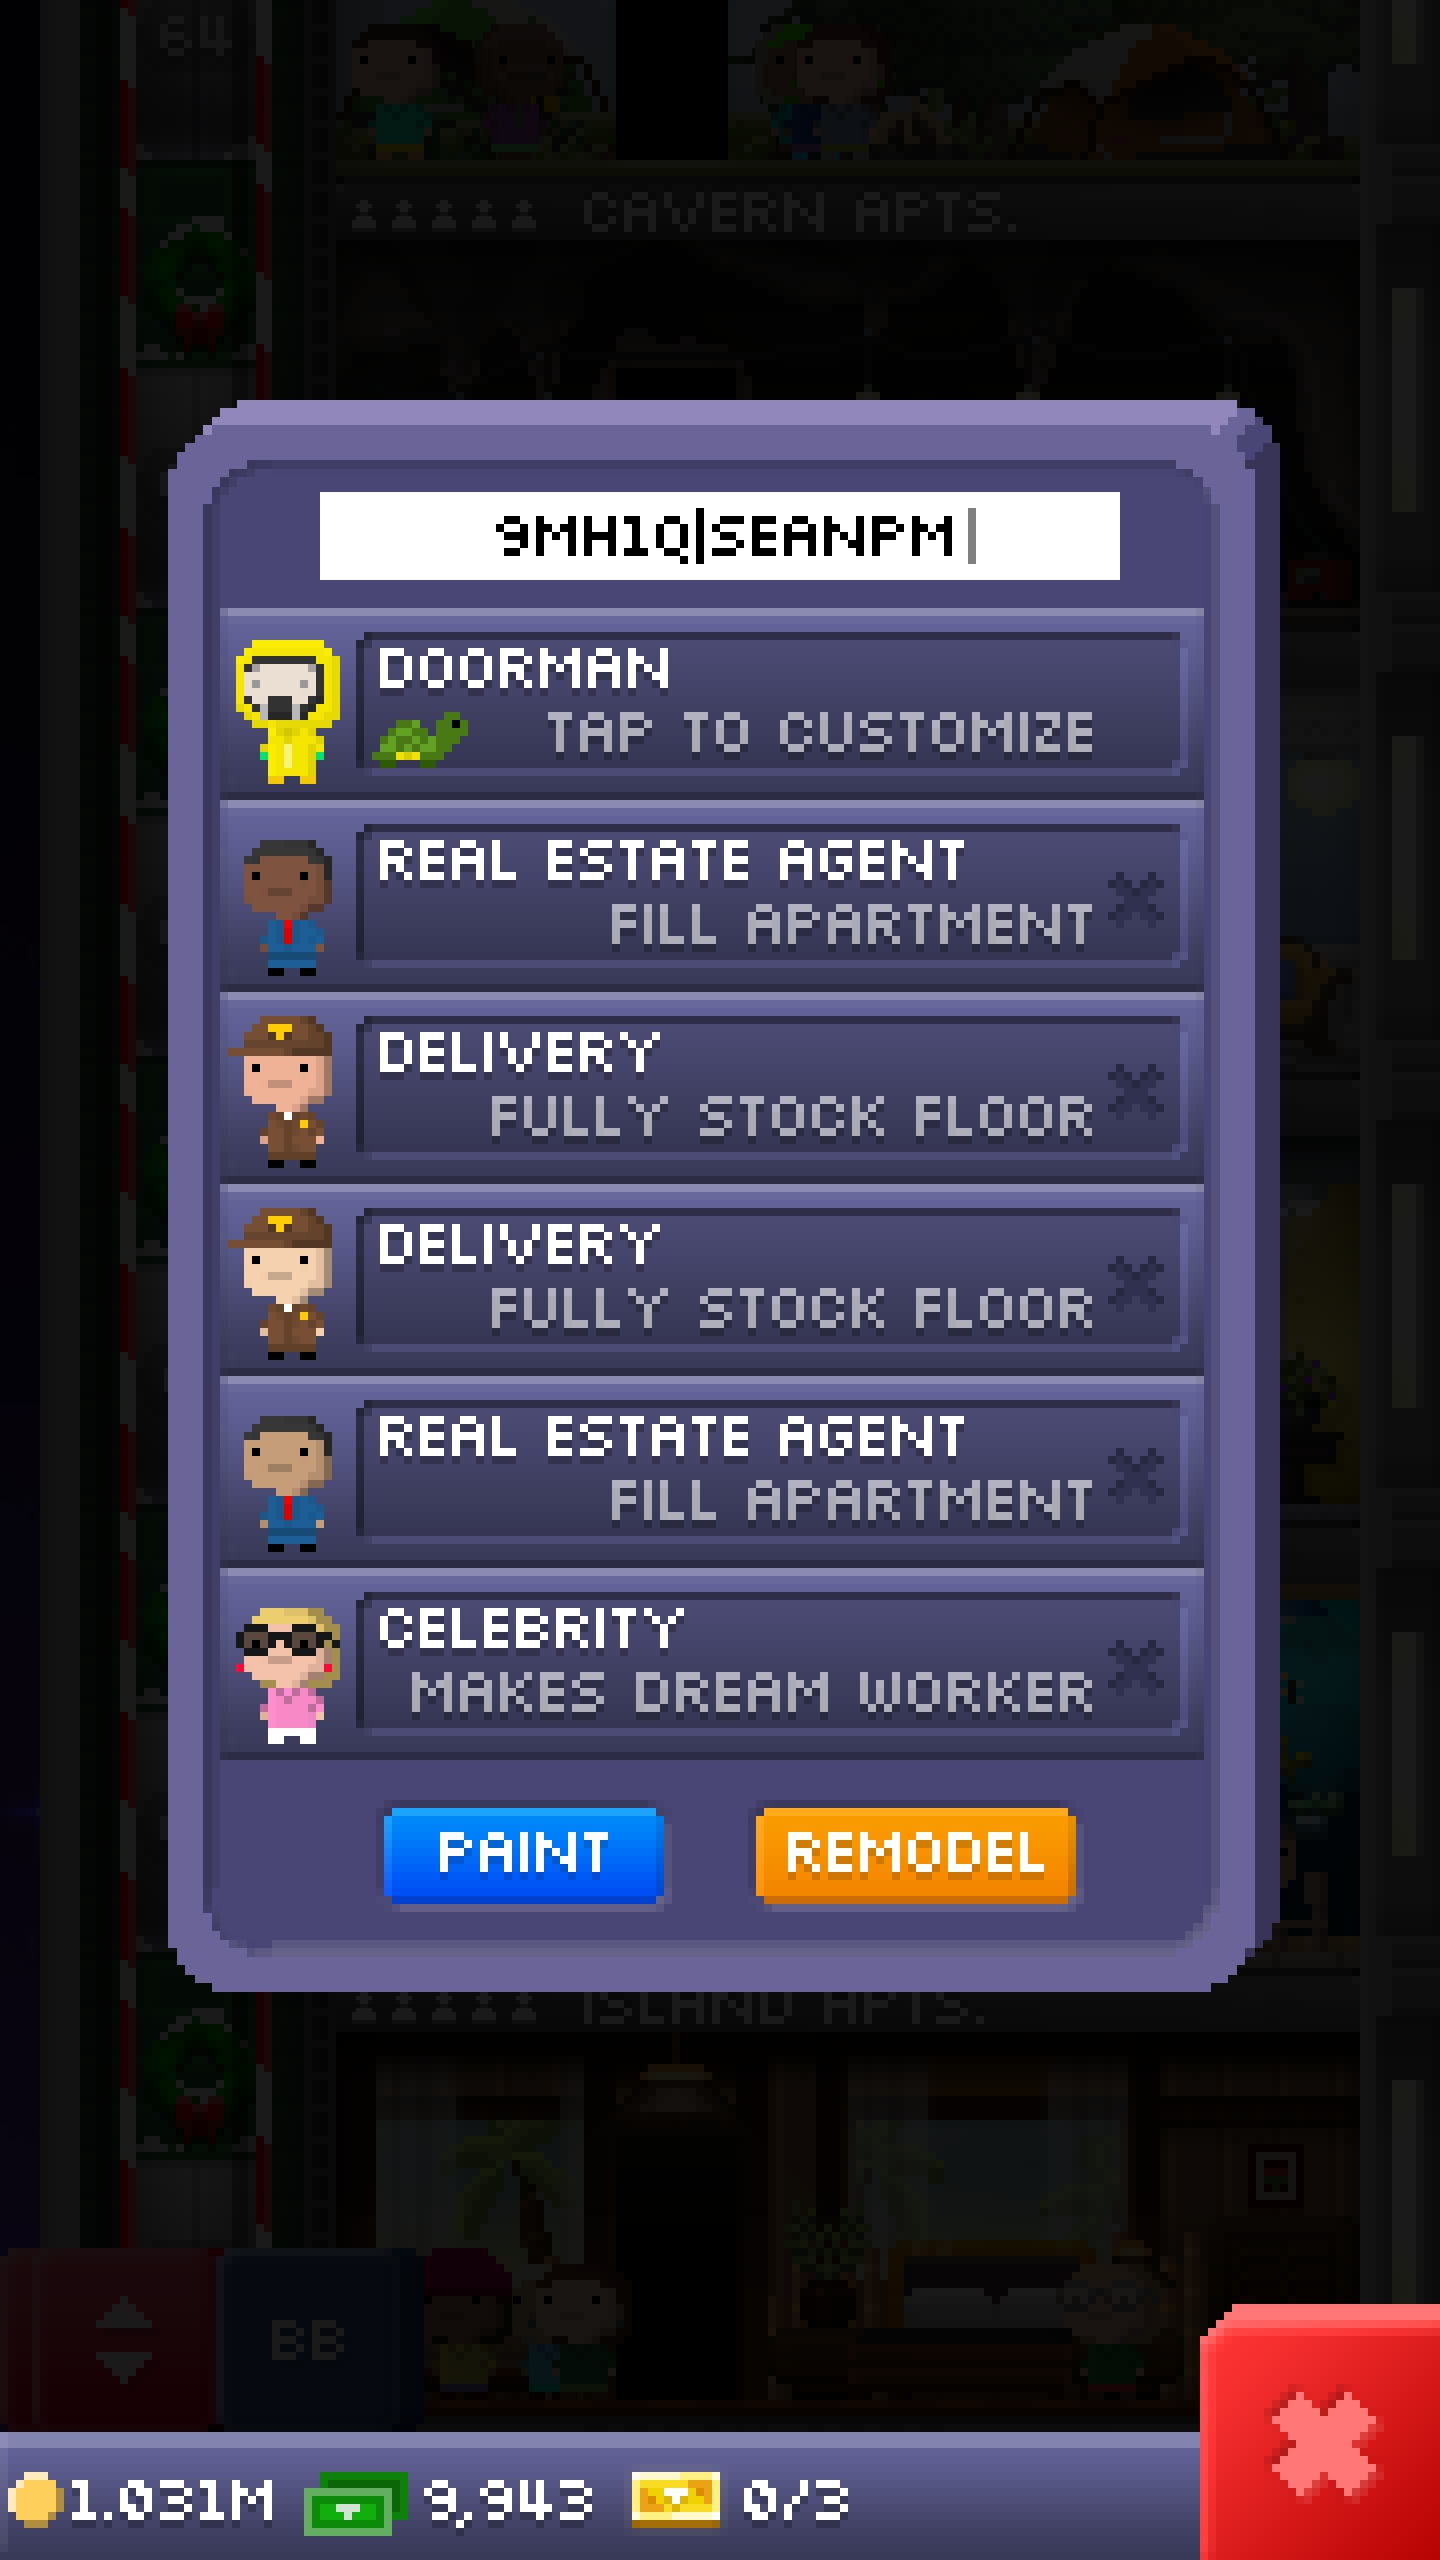 64
CAVERN APTS.
9MH1Q|SEANPM
DOORMAN
TAP TO CUSTOMIZE
REAL ESTATE AGENT
FILL APARTMENT
DELIVERY
FULLY STOCK FLOOR
DELIVERY
FULLY STOCK FLOOR
REAL ESTATE AGENT
FILL APARTMENT
CELEBRITY
MAKES DREAM WORKER
PAINT REMODEL
ISLAND APTS.
BB
1.031M 9,943 0/3